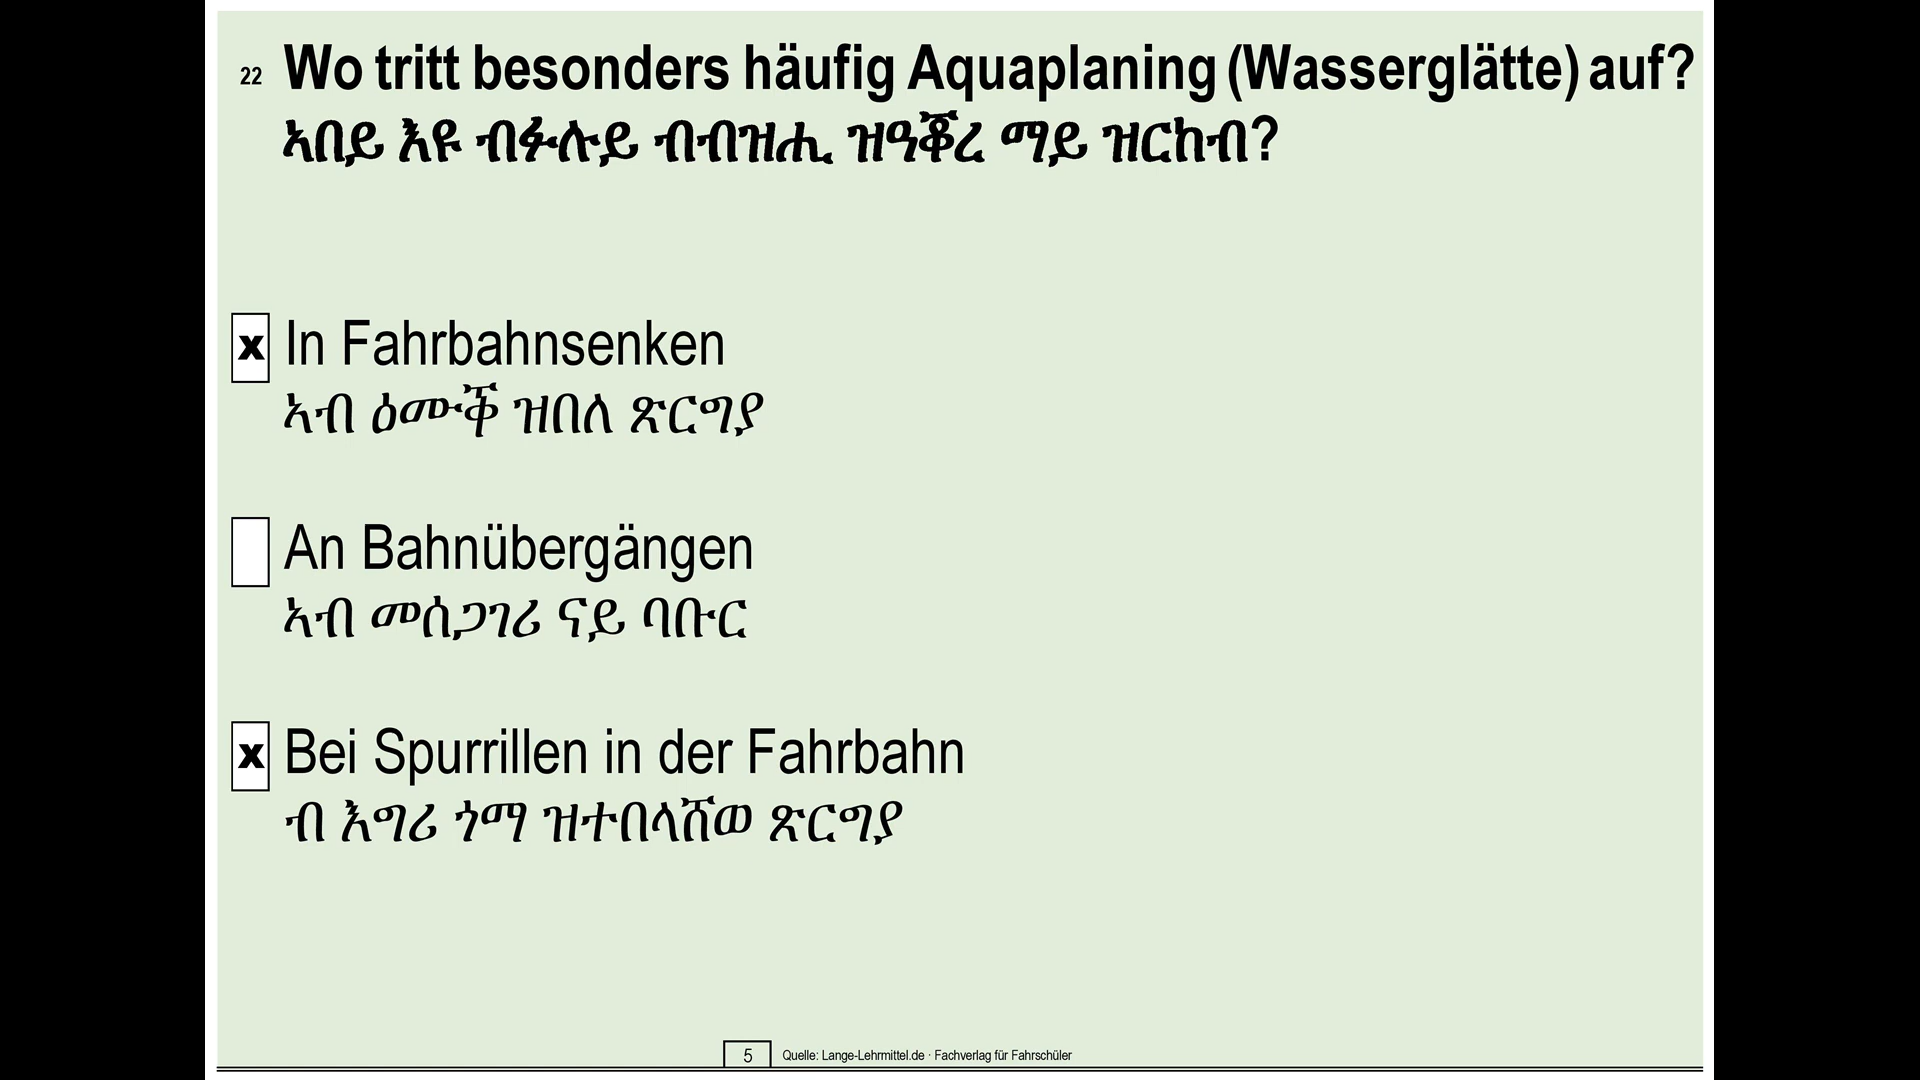 22 Wo tritt besonders häufig Aquaplaning (Wasserglätte) auf?
ኣበይ እዩ ብፉሉይ ብብዝሒ ዝዓቖረ ማይ ዝርከብ?
x In Fahrbahnsenken
ኣብ ዕሙቕ ዝበለ ጽርግያ
An Bahnübergängen
ኣብ መሰጋገሪ ናይ ባቡር
x Bei Spurrillen in der Fahrbahn
ብ እግሪ ጎማ ዝተበላሸወ ጽርግያ
5 Quelle: Lange-Lehrmittel.de · Fachverlag für Fahrschüler